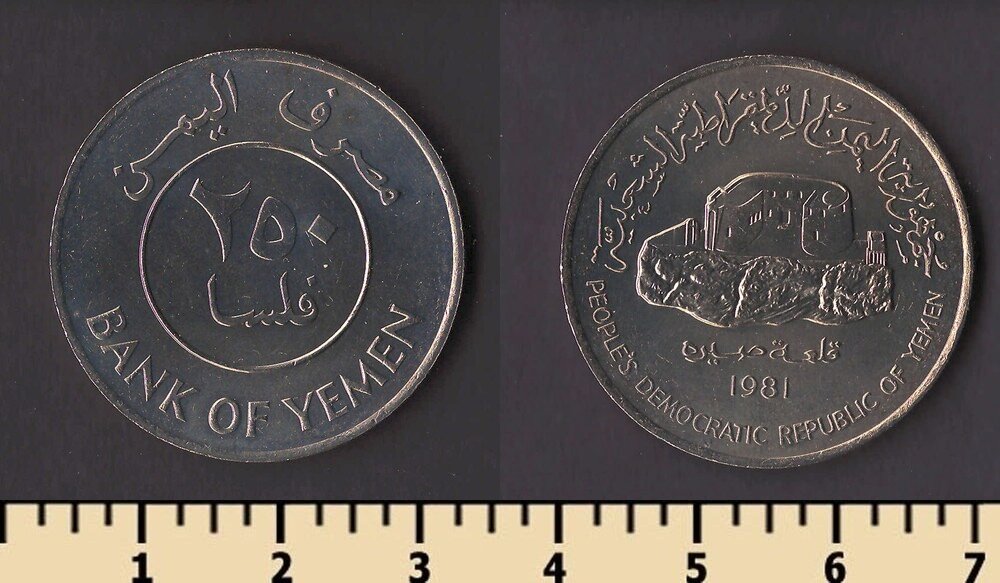 مصرف اليمن
٢٥٠
فلسا
BANK OF YEMEN
جمهورية اليمن الديمقراطية الشعبية
قلعة صيره
1981
PEOPLE'S DEMOCRATIC REPUBLIC OF YEMEN
1 2 3 4 5 6 7